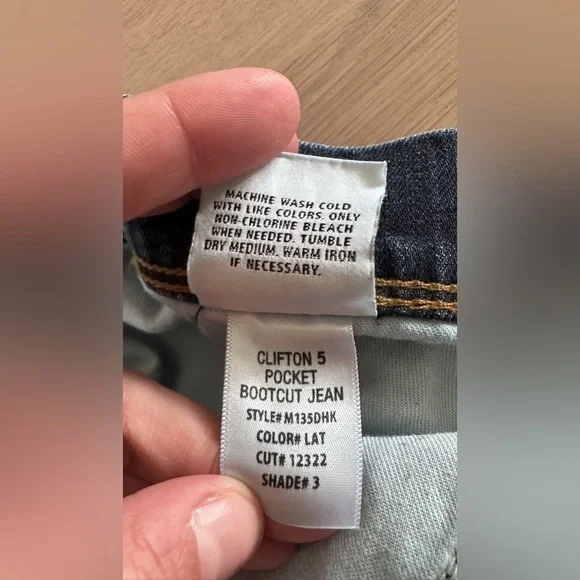 MACHINE WASH COLD
WITH LIKE COLORS. ONLY
NON-CHLORINE BLEACH
WHEN NEEDED. TUMBLE
DRY MEDIUM. WARM IRON
IF NECESSARY.
CLIFTON 5
POCKET
BOOTCUT JEAN
STYLE# M135DHK
COLOR# LAT
CUT# 12322
SHADE# 3